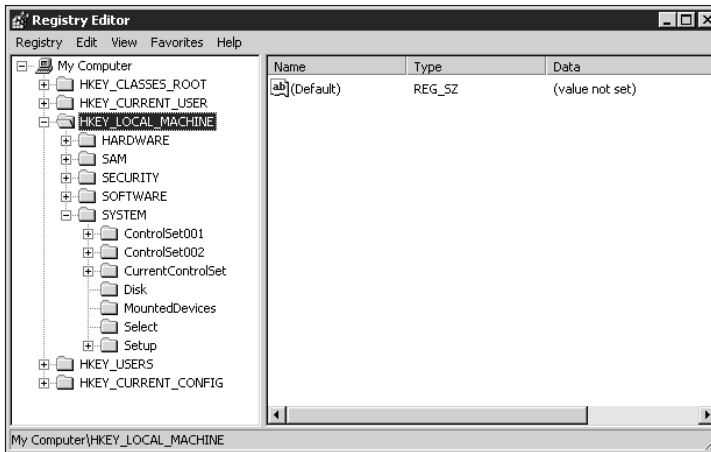 Registry Editor
Registry Edit View Favorites Help
My Computer
HKEY_CLASSES_ROOT
HKEY_CURRENT_USER
HKEY_LOCAL_MACHINE
HARDWARE
SAM
SECURITY
SOFTWARE
SYSTEM
ControlSet001
ControlSet002
CurrentControlSet
Disk
MountedDevices
Select
Setup
HKEY_USERS
HKEY_CURRENT_CONFIG
Name Type Data
ab (Default) REG_SZ (value not set)
My Computer\HKEY_LOCAL_MACHINE